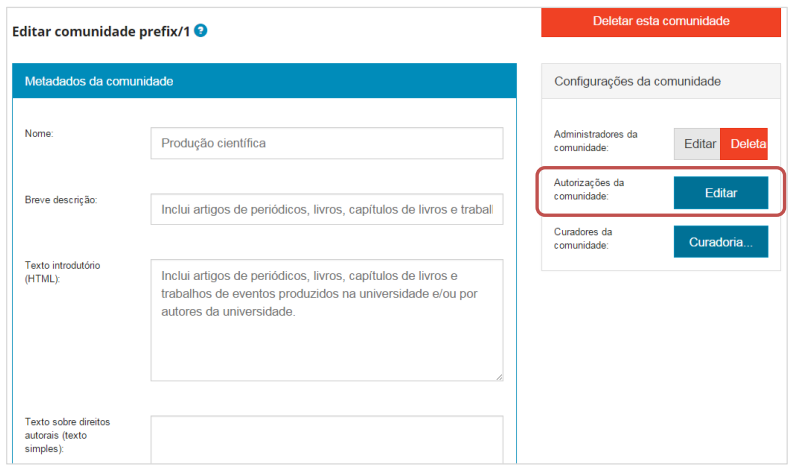 Editar comunidade prefix/1 ?
Deletar esta comunidade
Metadados da comunidade
Nome:
Produção científica
Breve descrição:
Inclui artigos de periódicos, livros, capítulos de livros e trabal
Texto introdutório
(HTML):
Inclui artigos de periódicos, livros, capítulos de livros e
trabalhos de eventos produzidos na universidade e/ou por
autores da universidade.
Texto sobre direitos
autorais (texto
simples):
Configurações da comunidade
Administradores da
comunidade:
Editar Deleta
Autorizações da
comunidade:
Editar
Curadores da
comunidade:
Curadoria...